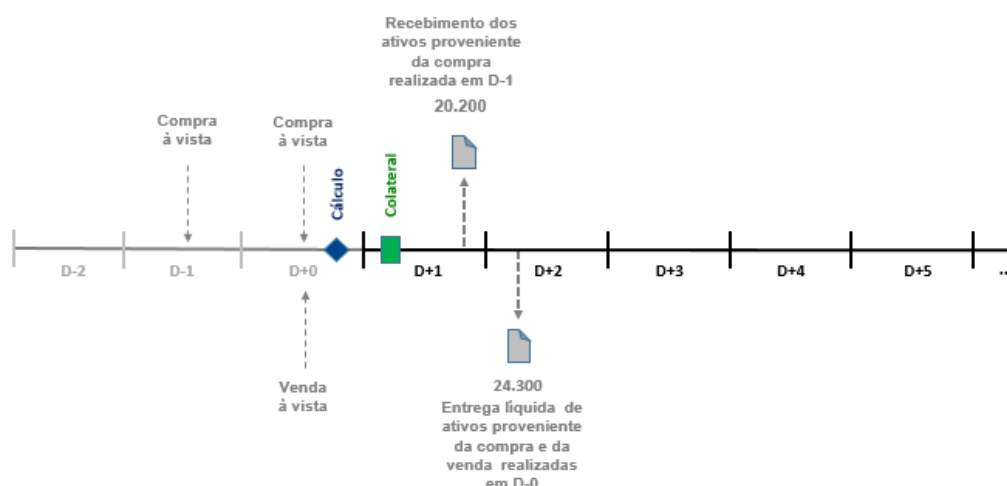 Recebimento dos
ativos proveniente
da compra
realizada em D-1
20.200
Compra
à vista
Compra
à vista
Cálculo
Colateral
D-2
D-1
D+0
D+1
D+2
D+3
D+4
D+5
..
Venda
à vista
24.300
Entrega líquida de
ativos proveniente
da compra e da
venda realizadas
em D-0